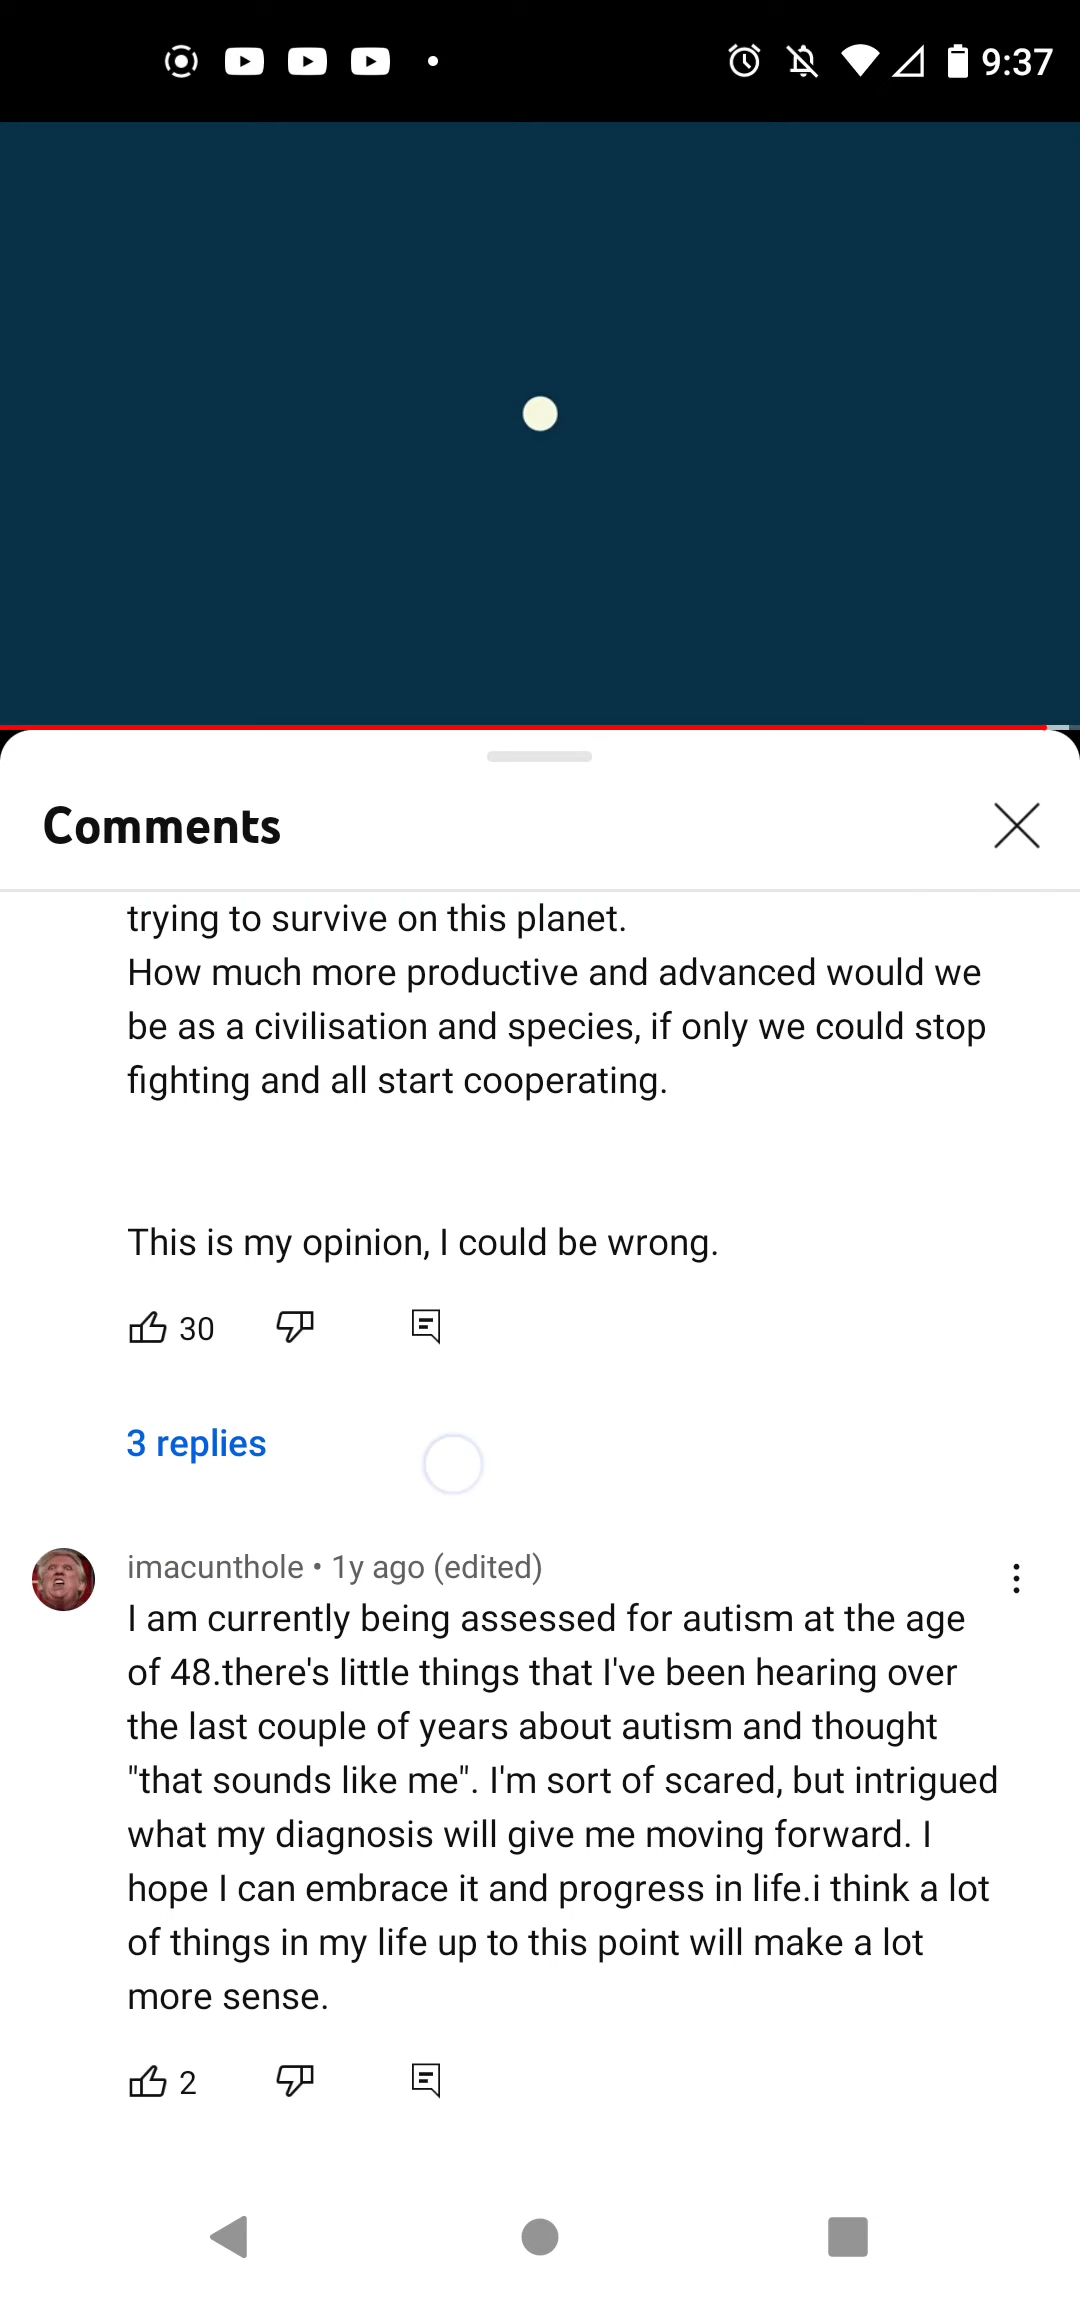 9:37
Comments
trying to survive on this planet.
How much more productive and advanced would we
be as a civilisation and species, if only we could stop
fighting and all start cooperating.
This is my opinion, I could be wrong.
30
3 replies
imacunthole • 1y ago (edited)
I am currently being assessed for autism at the age
of 48.there's little things that I've been hearing over
the last couple of years about autism and thought
"that sounds like me". I'm sort of scared, but intrigued
what my diagnosis will give me moving forward. I
hope I can embrace it and progress in life.i think a lot
of things in my life up to this point will make a lot
more sense.
2